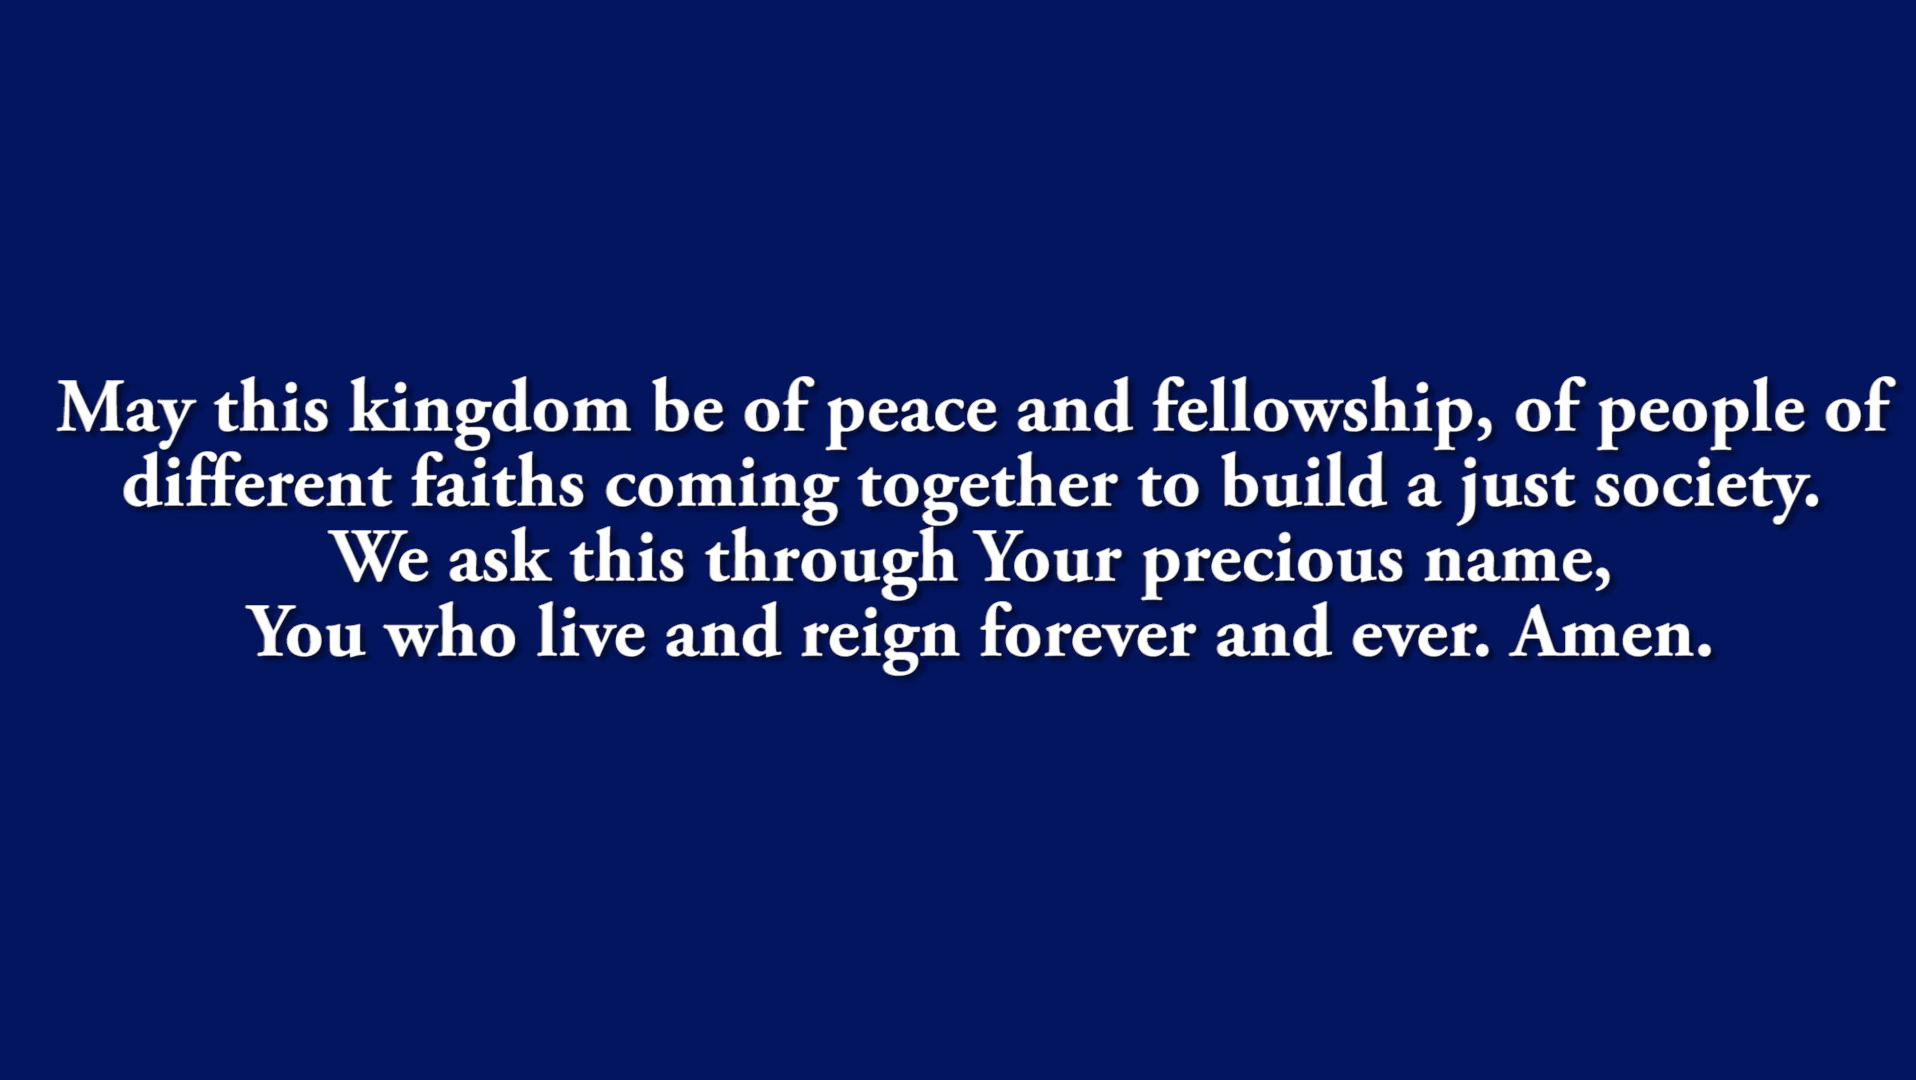 May this kingdom be of peace and fellowship, of people of
different faiths coming together to build a just society.
We ask this through Your precious name,
You who live and reign forever and ever. Amen.